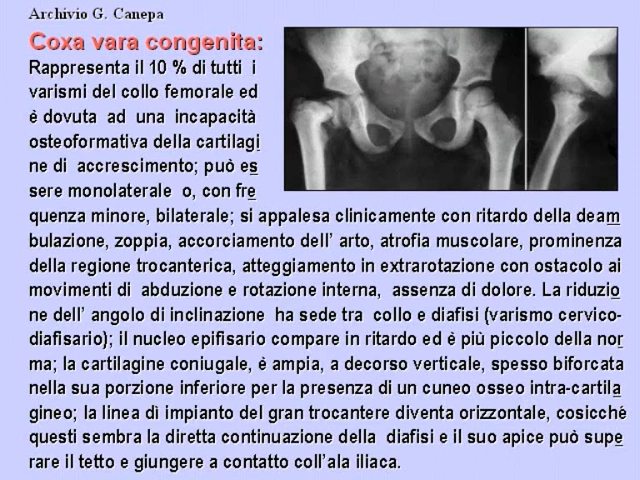 Archivio G. Canepa
Coxa vara congenita:
Rappresenta il 10 % di tutti i
varismi del collo femorale ed
è dovuta ad una incapacità
osteoformativa della cartilagi
ne di accrescimento; può es
sere monolaterale o, con fre
quenza minore, bilaterale; si appalesa clinicamente con ritardo della deam
bulazione, zoppia, accorciamento dell' arto, atrofia muscolare, prominenza
della regione trocanterica, atteggiamento in extrarotazione con ostacolo ai
movimenti di abduzione e rotazione interna, assenza di dolore. La riduzio
ne dell' angolo di inclinazione ha sede tra collo e diafisi (varismo cervico-
diafisario); il nucleo epifisario compare in ritardo ed è più piccolo della nor
ma; la cartilagine coniugale, è ampia, a decorso verticale, spesso biforcata
nella sua porzione inferiore per la presenza di un cuneo osseo intra-cartila
gineo; la linea dì impianto del gran trocantere diventa orizzontale, cosicché
questi sembra la diretta continuazione della diafisi e il suo apice può supe
rare il tetto e giungere a contatto coll'ala iliaca.